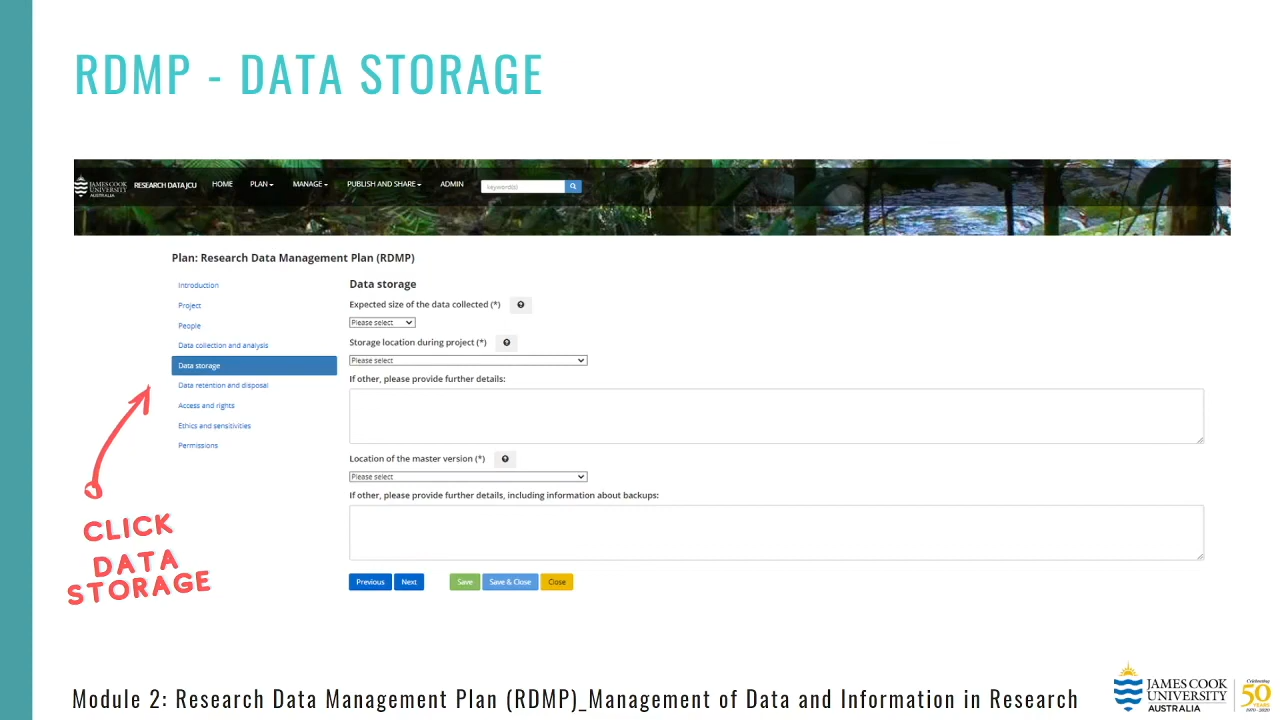 RDMP - DATA STORAGE
JAMES COOK
UNIVERSITY
AUSTRALIA
RESEARCH DATA JCU
HOME
PLAN
MANAGE
PUBLISH AND SHARE
ADMIN
keyword(s)
Plan: Research Data Management Plan (RDMP)
Introduction
Project
People
Data collection and analysis
Data storage
Data retention and disposal
Access and rights
Ethics and sensitivities
Permissions
Data storage
Expected size of the data collected (*)
Please select
Storage location during project (*)
Please select
If other, please provide further details:
Location of the master version (*)
Please select
If other, please provide further details, including information about backups:
Previous
Next
Save
Save & Close
Close
CLICK
DATA
STORAGE
Module 2: Research Data Management Plan (RDMP)_Management of Data and Information in Research
JAMES COOK
UNIVERSITY
AUSTRALIA
Celebrating
50
YEARS
1970 - 2020